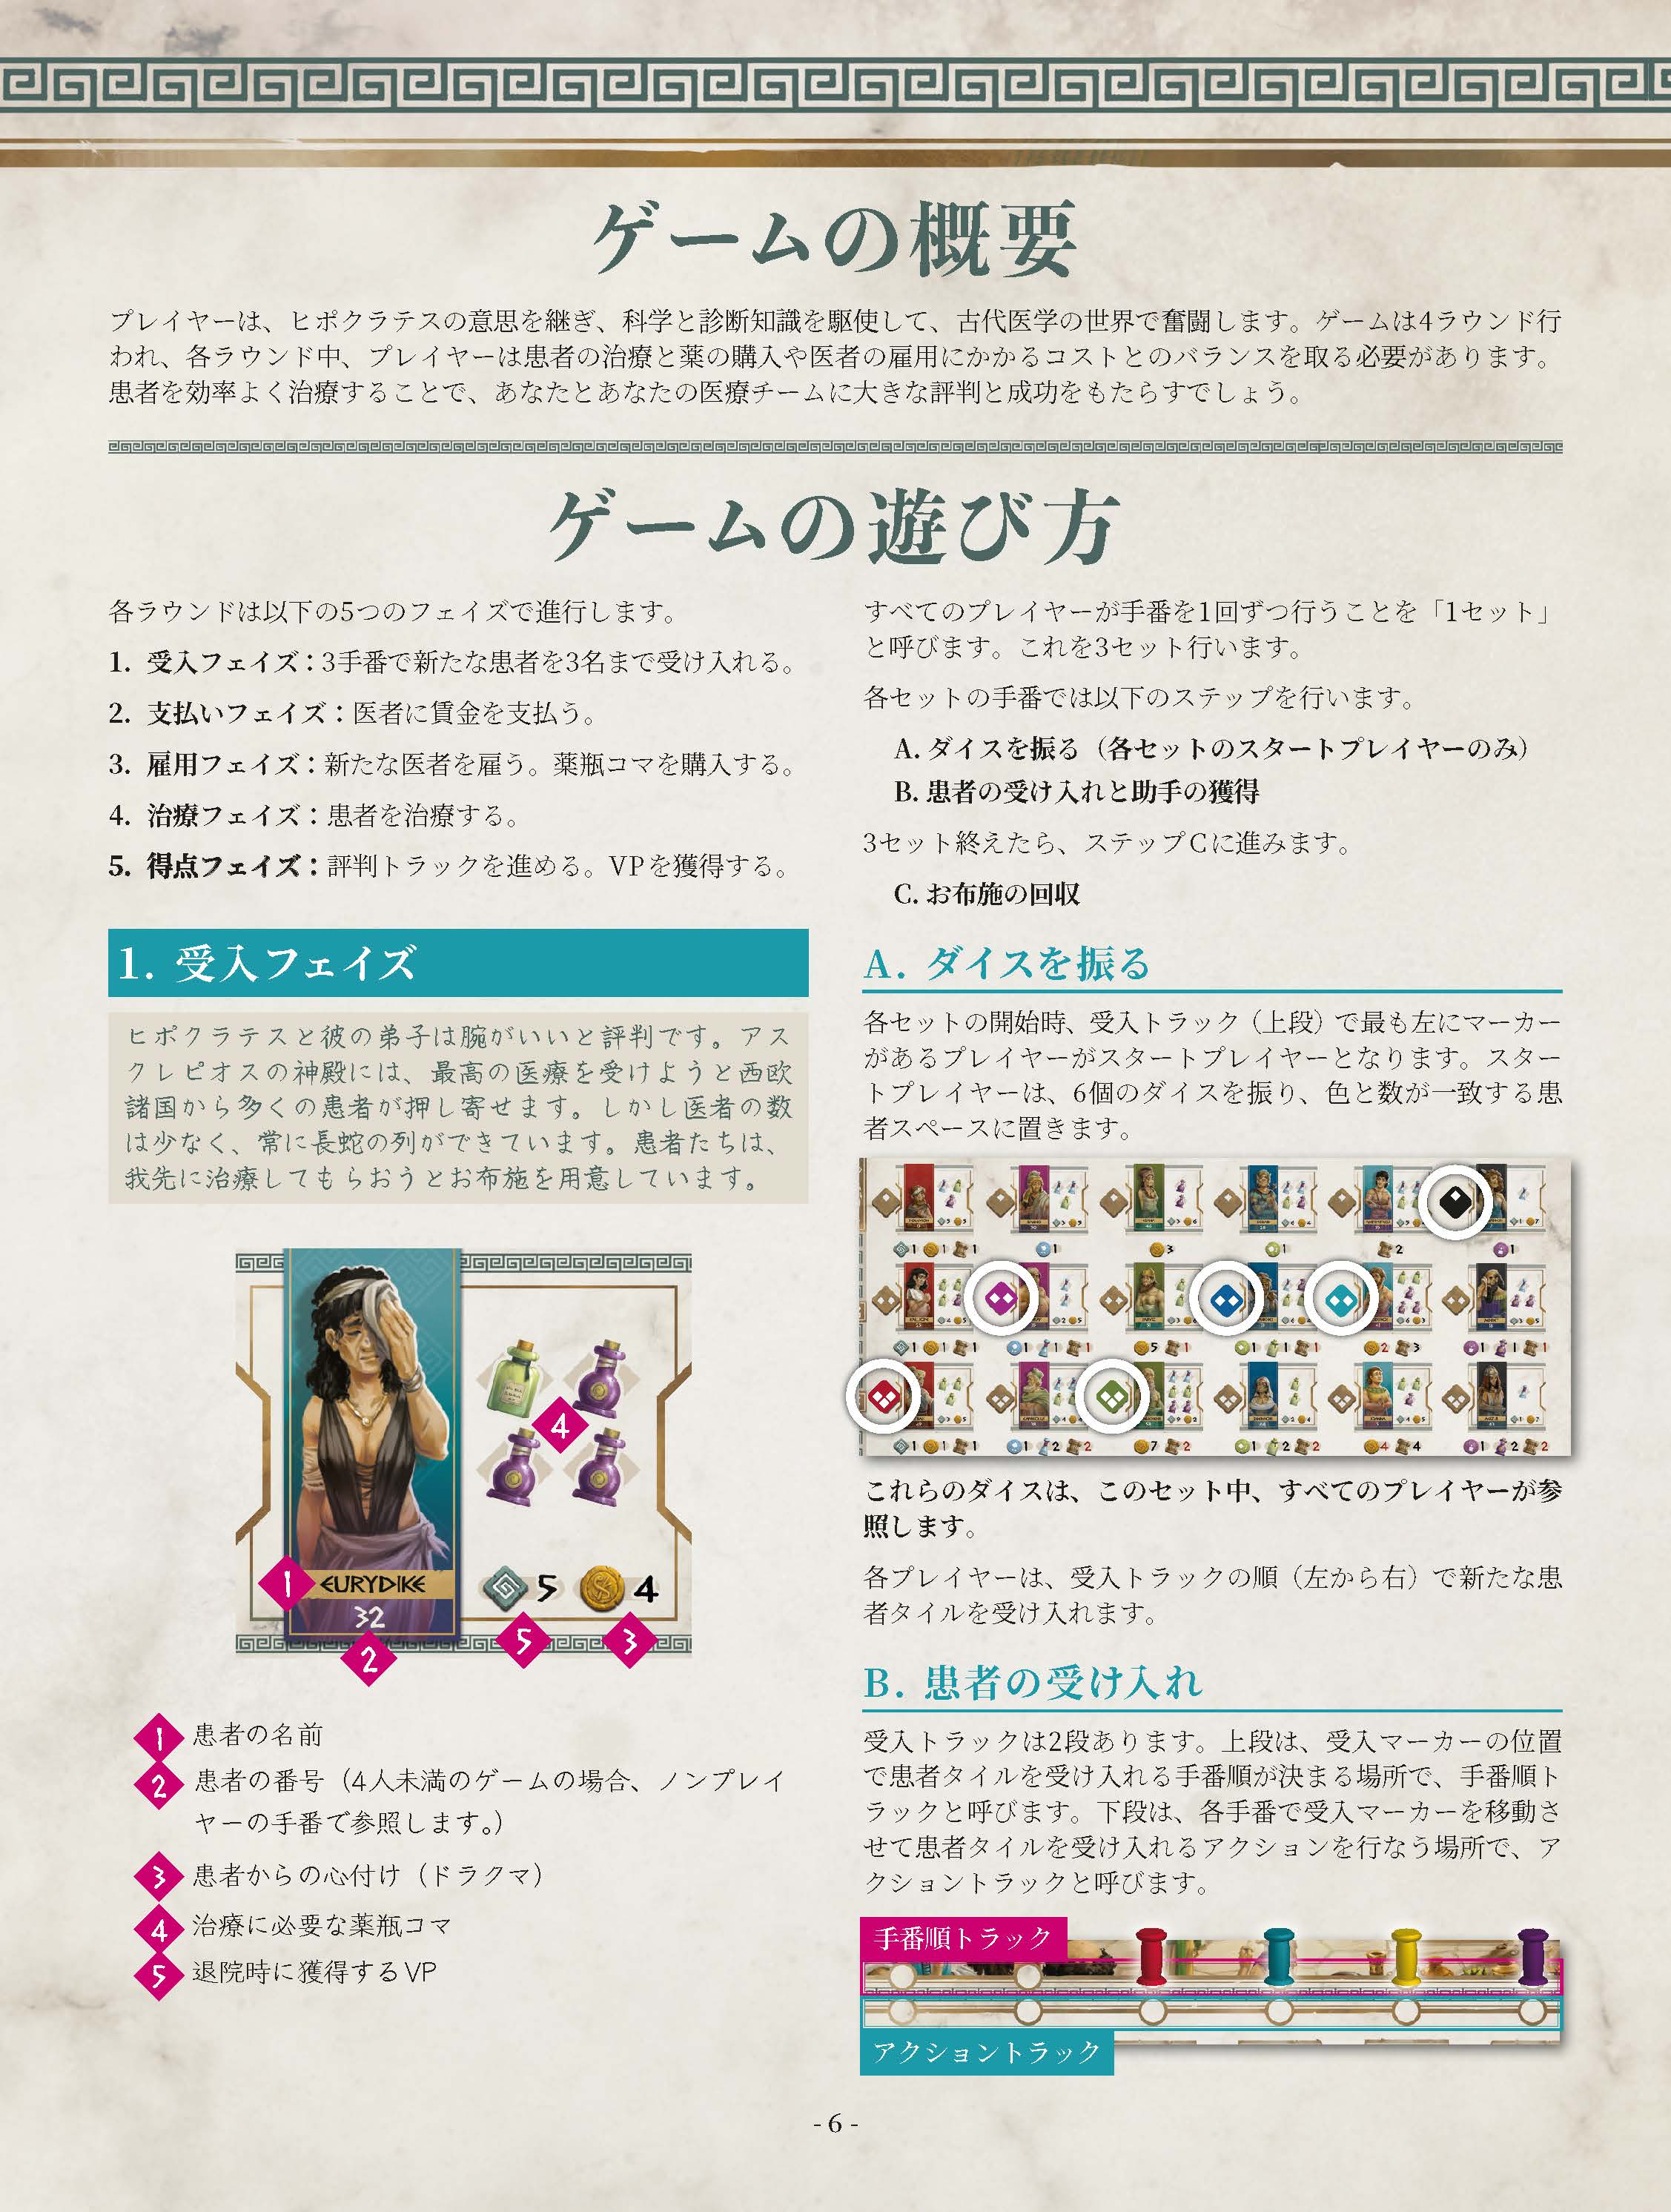 ゲームの概要
プレイヤーは、ヒポクラテスの意思を継ぎ、科学と診断知識を駆使して、古代医学の世界で奮闘します。ゲームは4ラウンド行
われ、各ラウンド中、プレイヤーは患者の治療と薬の購入や医者の雇用にかかるコストとのバランスを取る必要があります。
患者を効率よく治療することで、あなたとあなたの医療チームに大きな評判と成功をもたらすでしょう。
ゲームの遊び方
各ラウンドは以下の5つのフェイズで進行します。
1. 受入フェイズ：3手番で新たな患者を3名まで受け入れる。
2. 支払いフェイズ：医者に賃金を支払う。
3. 雇用フェイズ：新たな医者を雇う。薬瓶コマを購入する。
4. 治療フェイズ：患者を治療する。
5. 得点フェイズ：評判トラックを進める。VPを獲得する。
1. 受入フェイズ
ヒポクラテスと彼の弟子は腕がいいと評判です。アス
クレピオスの神殿には、最高の医療を受けようと西欧
諸国から多くの患者が押し寄せます。しかし医者の数
は少なく、常に長蛇の列ができています。患者たちは、
我先に治療してもらおうとお布施を用意しています。
4
1 EURYDIKE 5 4
32
2 5 3
1 患者の名前
2 患者の番号（4人未満のゲームの場合、ノンプレイ
ヤーの手番で参照します。）
3 患者からの心付け（ドラクマ）
4 治療に必要な薬瓶コマ
5 退院時に獲得するVP
すべてのプレイヤーが手番を1回ずつ行うことを「1セット」
と呼びます。これを3セット行います。
各セットの手番では以下のステップを行います。
A. ダイスを振る（各セットのスタートプレイヤーのみ）
B. 患者の受け入れと助手の獲得
3セット終えたら、ステップCに進みます。
C. お布施の回収
A. ダイスを振る
各セットの開始時、受入トラック（上段）で最も左にマーカー
があるプレイヤーがスタートプレイヤーとなります。スター
トプレイヤーは、6個のダイスを振り、色と数が一致する患
者スペースに置きます。
1 1 1 1 3 1 2 1
1 1 1 1 1 1 5 1 1 1 1 2 3 1 1 1
1 1 1 1 2 2 7 2 1 2 2 4 4 1 2 2
これらのダイスは、このセット中、すべてのプレイヤーが参
照します。
各プレイヤーは、受入トラックの順（左から右）で新たな患
者タイルを受け入れます。
B. 患者の受け入れ
受入トラックは2段あります。上段は、受入マーカーの位置
で患者タイルを受け入れる手番順が決まる場所で、手番順ト
ラックと呼びます。下段は、各手番で受入マーカーを移動さ
せて患者タイルを受け入れるアクションを行なう場所で、ア
クショントラックと呼びます。
手番順トラック
アクショントラック
- 6 -